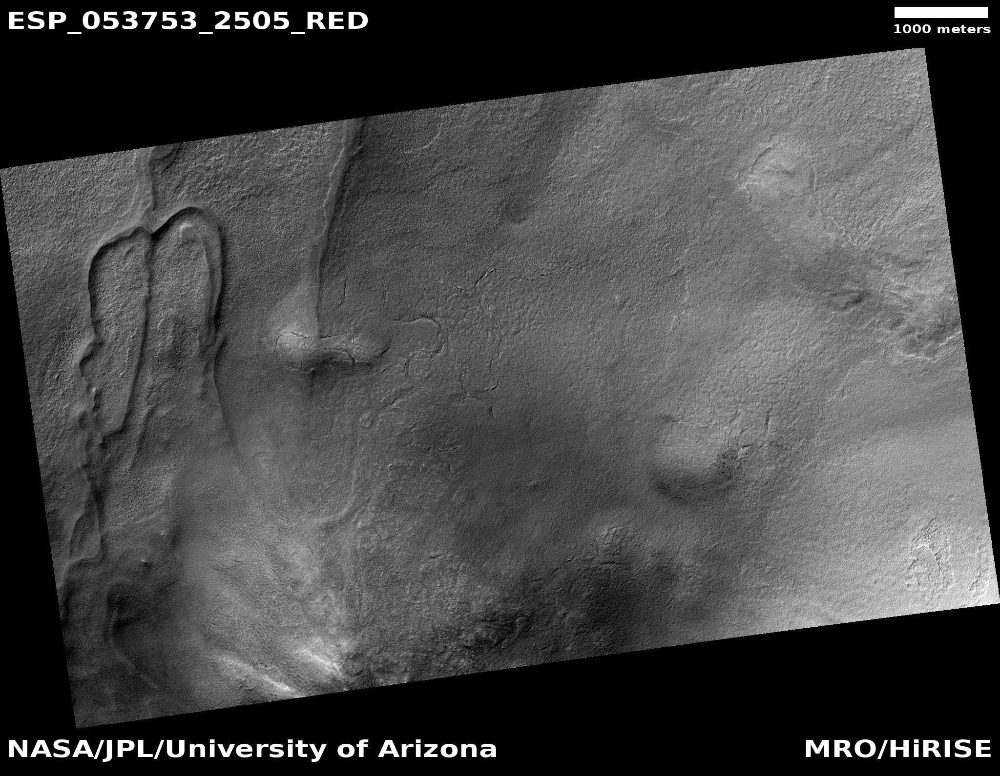 ESP_053753_2505_RED
1000 meters
NASA/JPL/University of Arizona
MRO/HiRISE